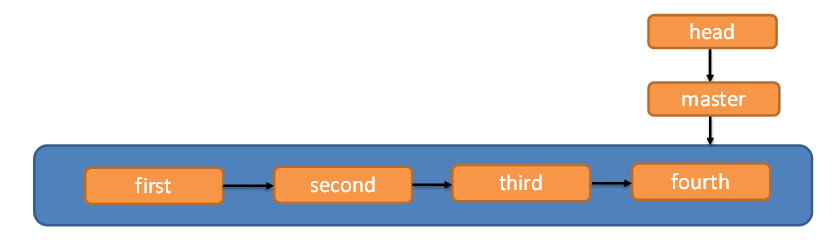 head
master
first
second
third
fourth